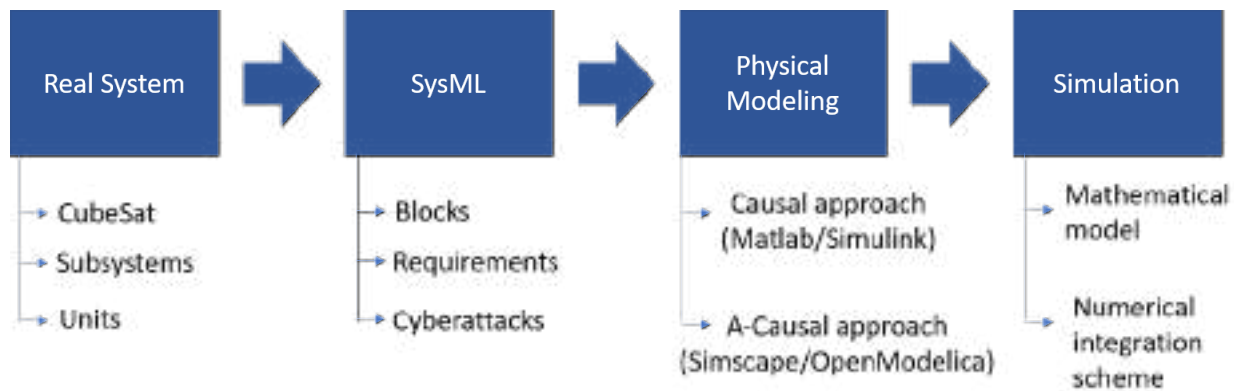 Real System
SysML
Physical
Modeling
Simulation
CubeSat
Subsystems
Units
Blocks
Requirements
Cyberattacks
Causal approach
(Matlab/Simulink)
A-Causal approach
(Simscape/OpenModelica)
Mathematical
model
Numerical
integration
scheme